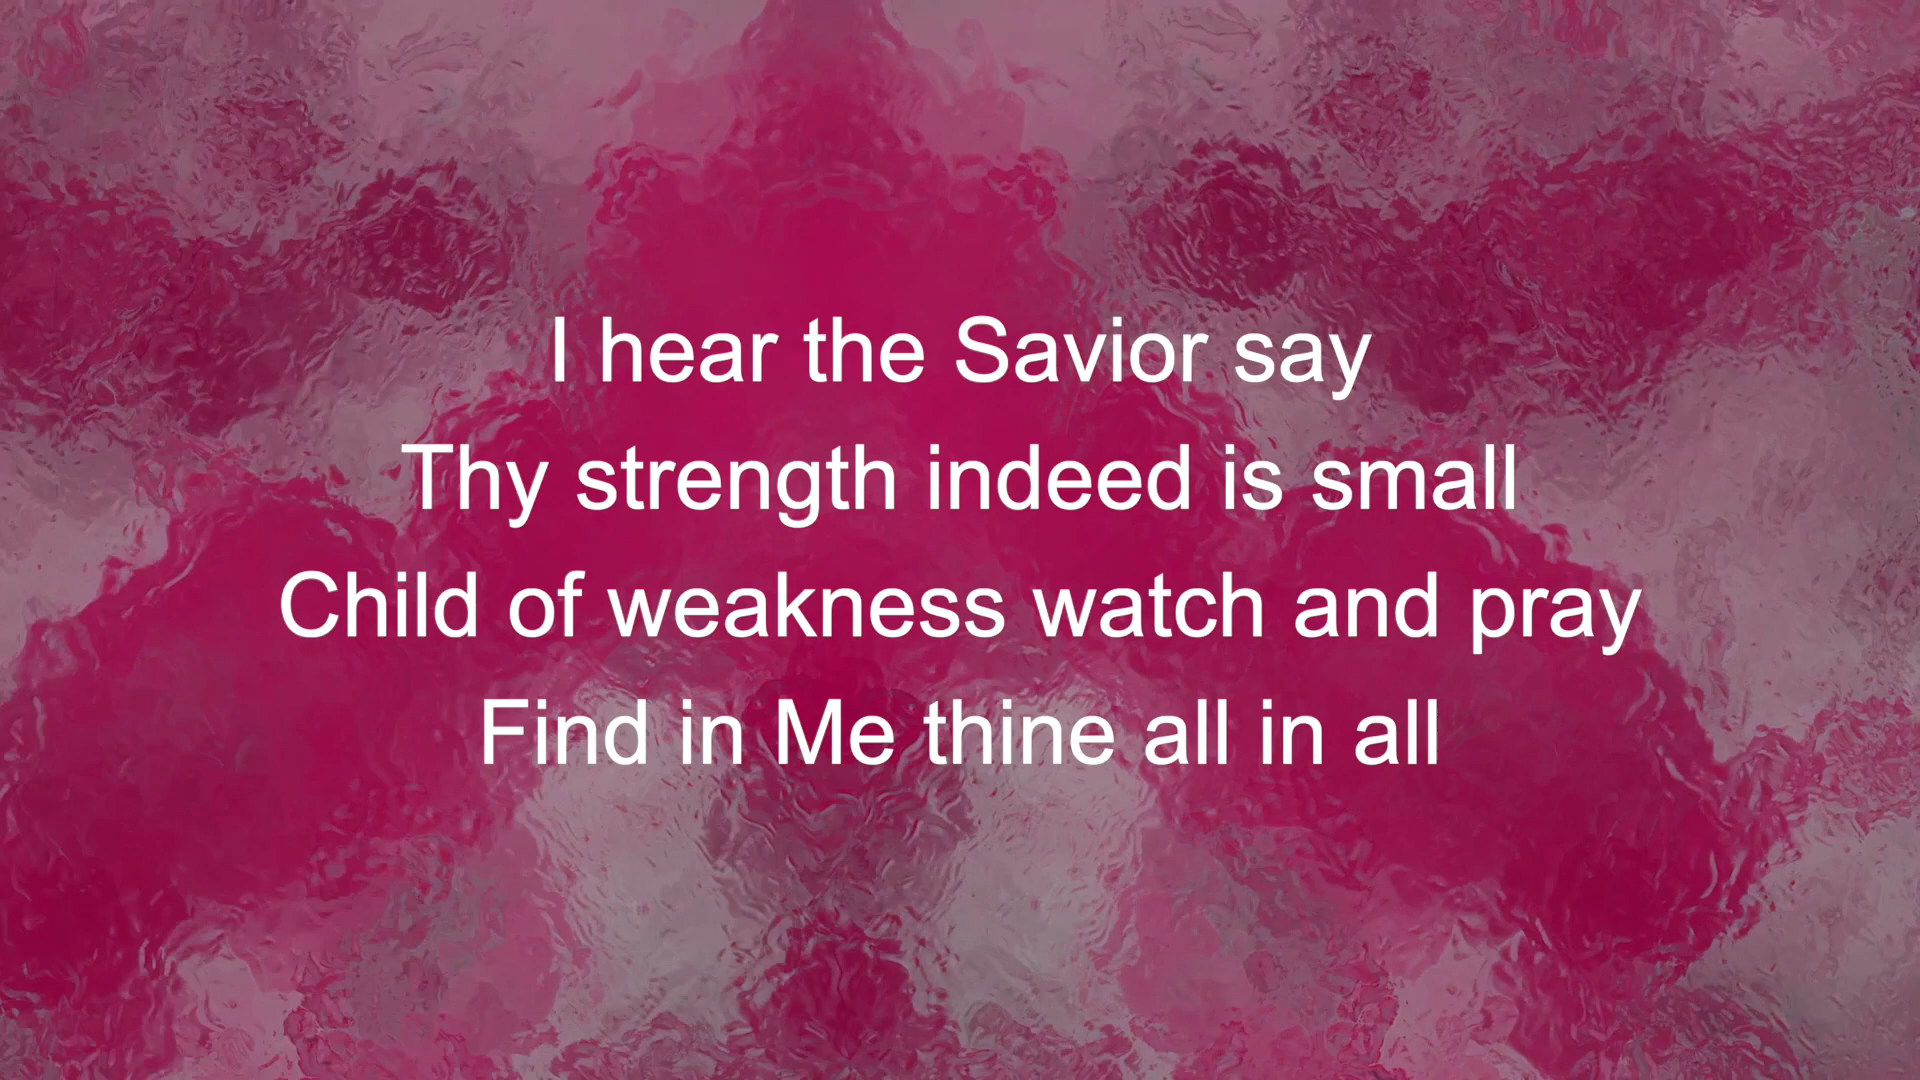 I hear the Savior say
Thy strength indeed is small
Child of weakness watch and pray
Find in Me thine all in all